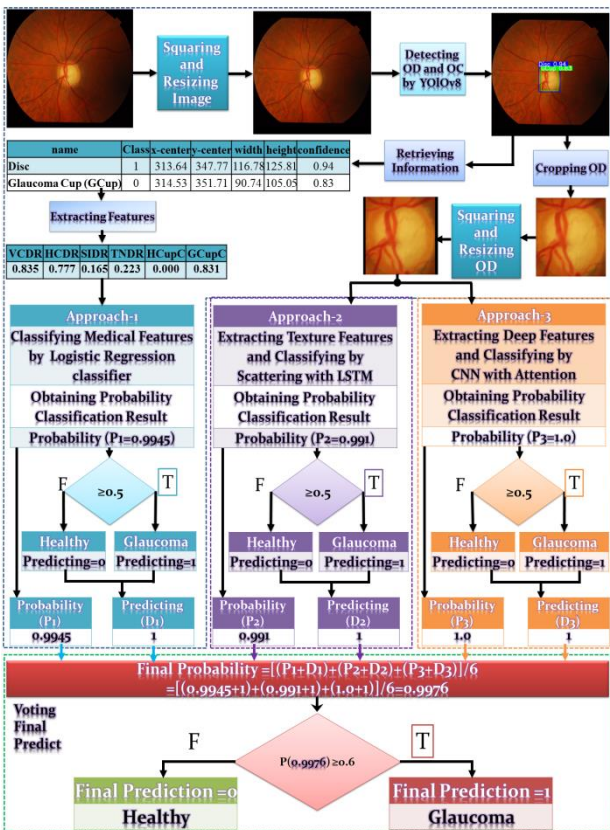 Squaring
and
Resizing
Image
Detecting
OD and OC
by YOlOv8
Disc 0.94
name Class x-center y-center width height confidence
Disc 1 313.64 347.77 116.78 125.81 0.94
Glaucoma Cup (GCup) 0 314.53 351.71 90.74 105.05 0.83
Retrieving
Information
Cropping OD
Extracting Features
Squaring
and
Resizing
OD
VCDR HCDR SIDR TNDR HCupC GCupC
0.835 0.777 0.165 0.223 0.000 0.831
Approach-1
Classifying Medical Features
by Logistic Regression
classifier
Obtaining Probability
Classification Result
Probability (P1=0.9945)
F
≥0.5
T
Healthy
Predicting=0
Glaucoma
Predicting=1
Probability
(P1)
0.9945
Predicting
(D1)
1
Approach-2
Extracting Texture Features
and Classifying by
Scattering with LSTM
Obtaining Probability
Classification Result
Probability (P2=0.991)
F
≥0.5
T
Healthy
Predicting=0
Glaucoma
Predicting=1
Probability
(P2)
0.991
Predicting
(D2)
1
Approach-3
Extracting Deep Features
and Classifying by
CNN with Attention
Obtaining Probability
Classification Result
Probability (P3=1.0)
F
≥0.5
T
Healthy
Predicting=0
Glaucoma
Predicting=1
Probability
(P3)
1.0
Predicting
(D3)
1
Final Probability =[(P1+D1)+(P2+D2)+(P3+D3)]/6
=[(0.9945+1)+(0.991+1)+(1.0+1)]/6=0.9976
Voting
Final
Predict
F
P(0.9976) ≥0.6
T
Final Prediction =0
Healthy
Final Prediction =1
Glaucoma